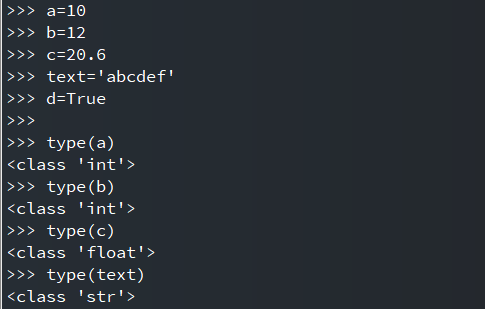 >>> a=10
>>> b=12
>>> c=20.6
>>> text='abcdef'
>>> d=True
>>>
>>> type(a)
<class 'int'>
>>> type(b)
<class 'int'>
>>> type(c)
<class 'float'>
>>> type(text)
<class 'str'>